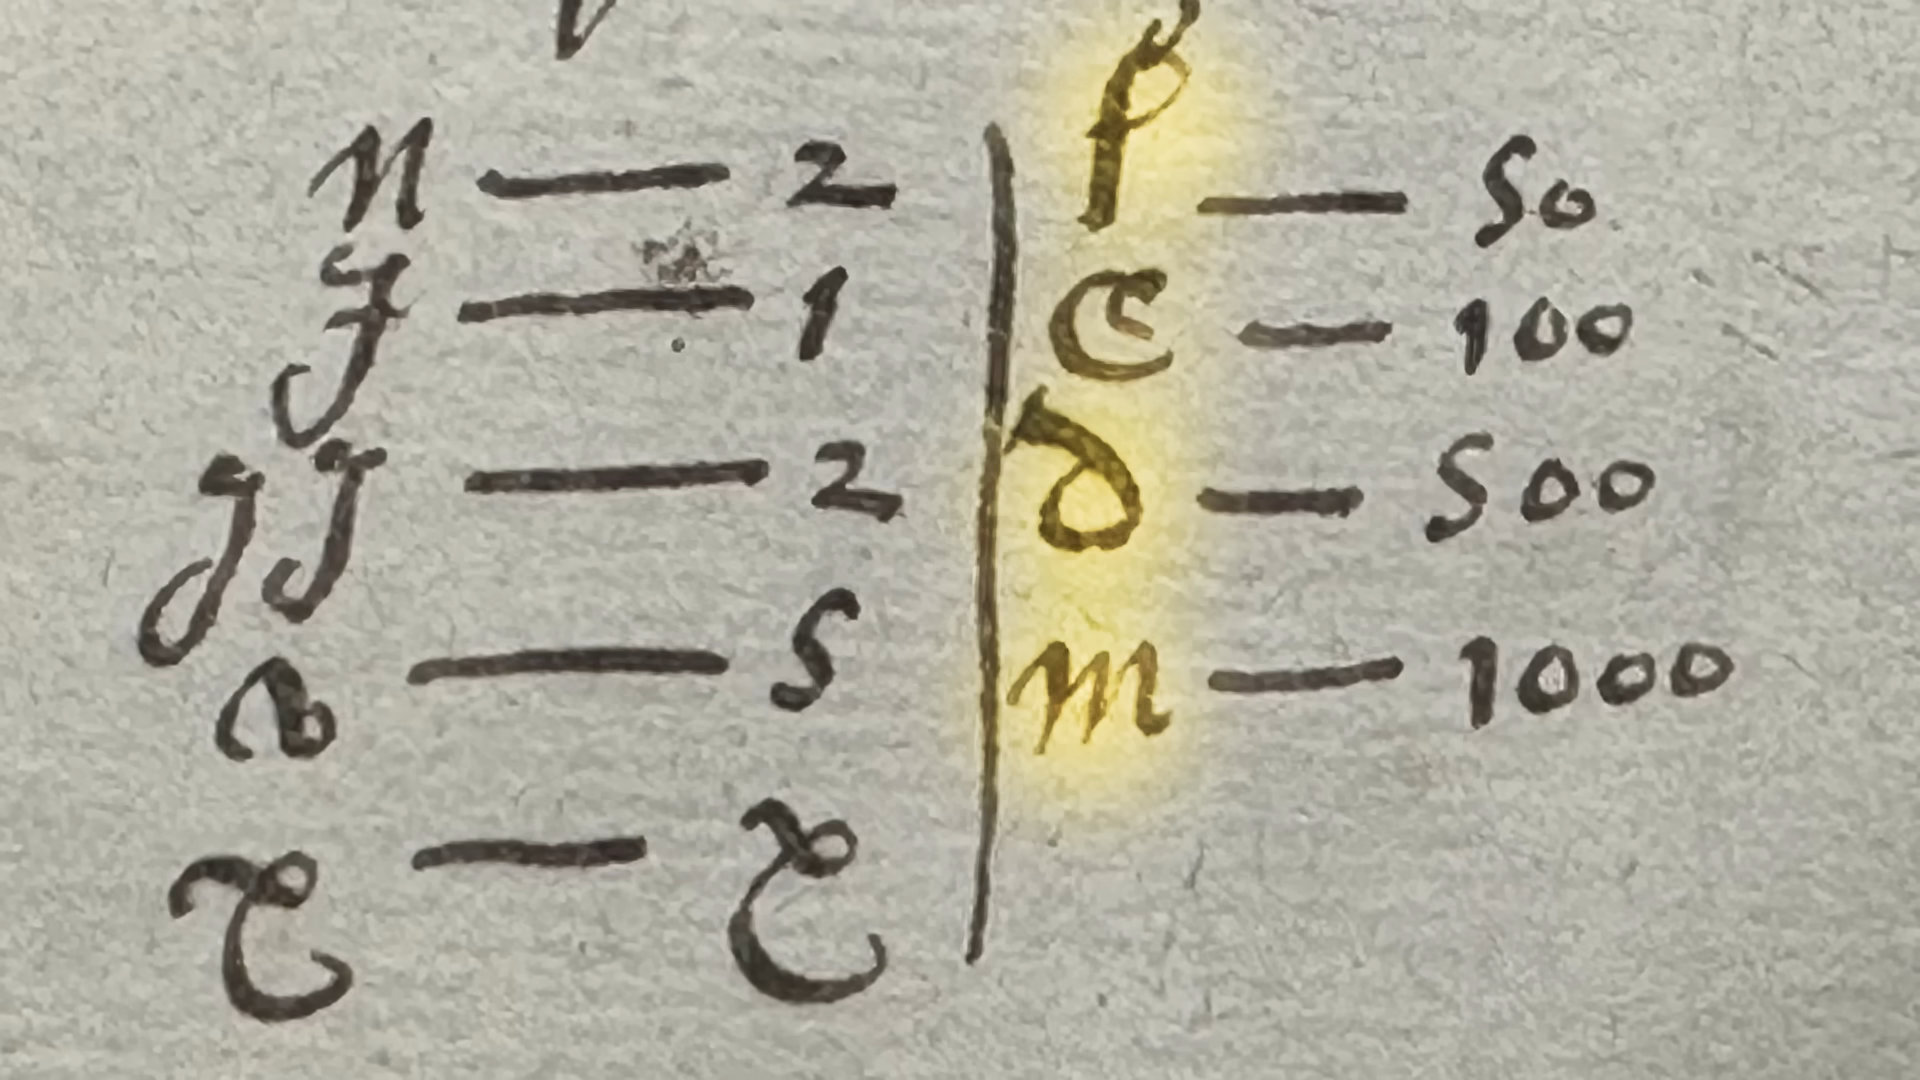 n — 2
j — 1
jj — 2
v — 5
x — x
l — 50
C — 100
D — 500
m — 1000